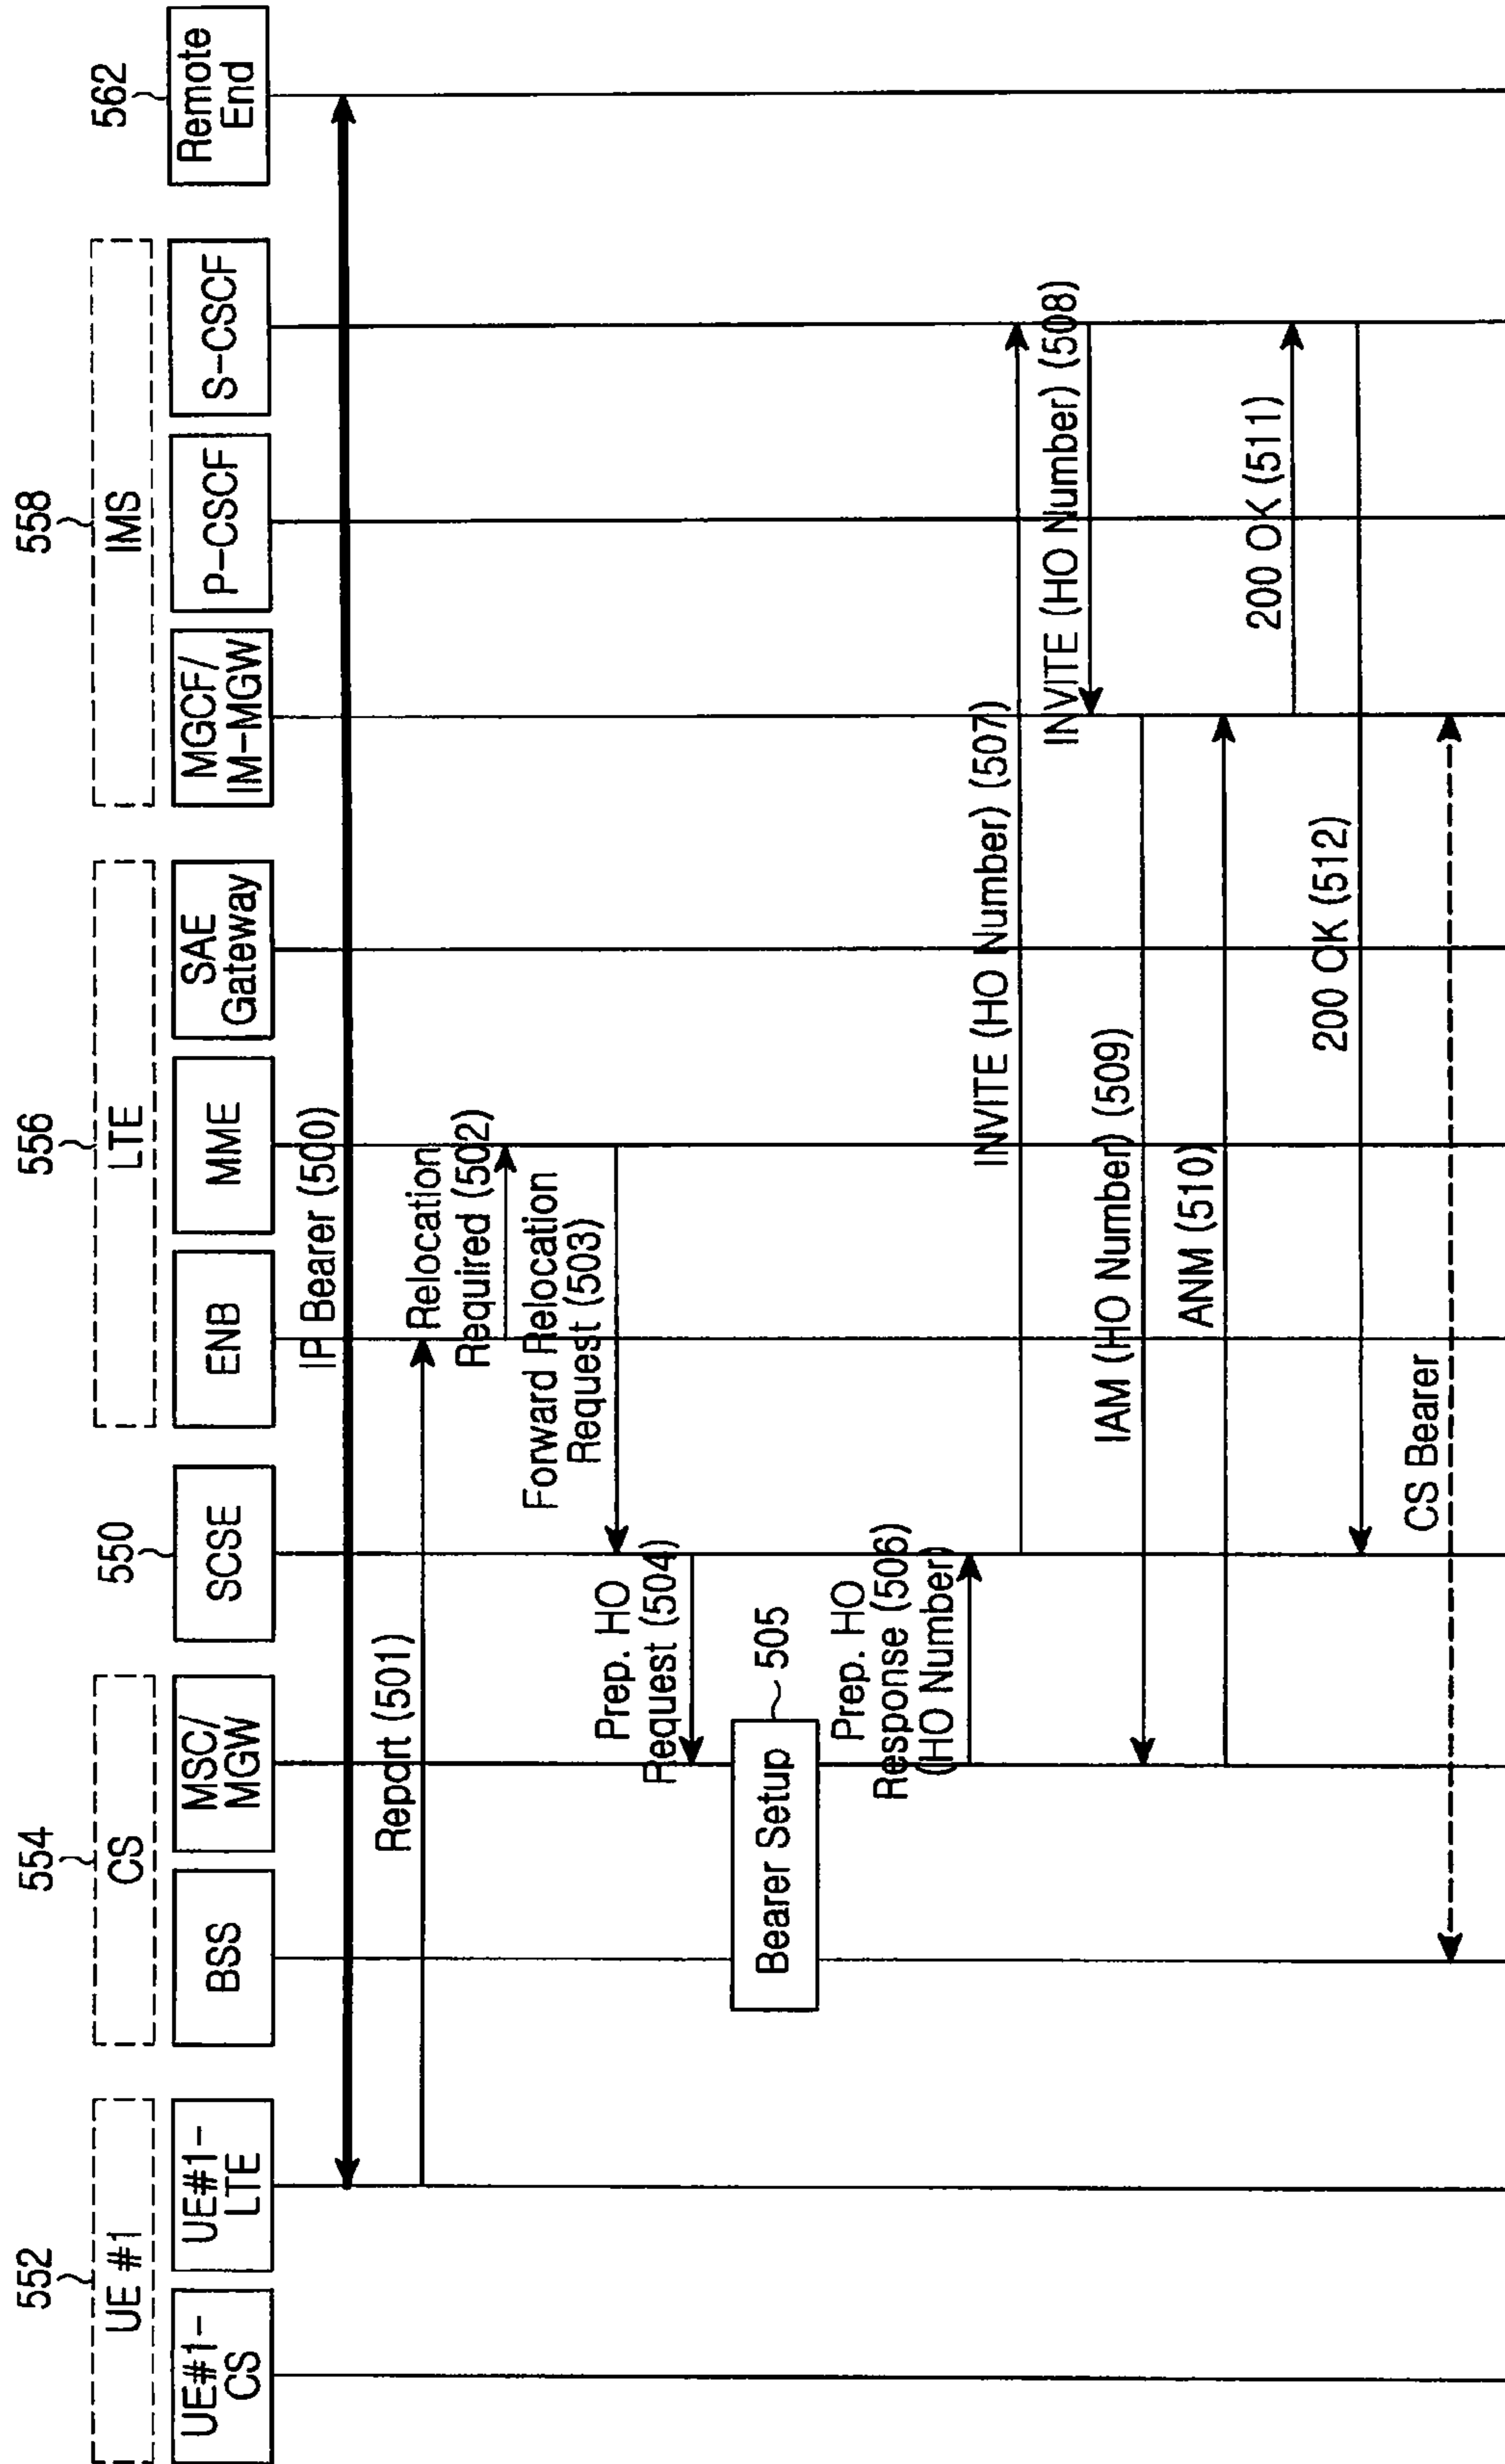 552
554
550
556
558
562
UE #1
CS
LTE
IMS
UE#1-
CS
UE#1-
LTE
BSS
MSC/
MGW
SCSE
ENB
MME
SAE
Gateway
MGCF/
IM-MGW
P-CSCF
S-CSCF
Remote
End
IP Bearer (500)
Report (501)
Relocation
Required (502)
Forward Relocation
Request (503)
Prep. HO
Request (504)
Bearer Setup
505
Prep. HO
Response (506)
(HO Number)
INVITE (HO Number) (507)
INVITE (HO Number) (508)
IAM (HO Number) (509)
ANM (510)
200 OK (511)
200 OK (512)
CS Bearer